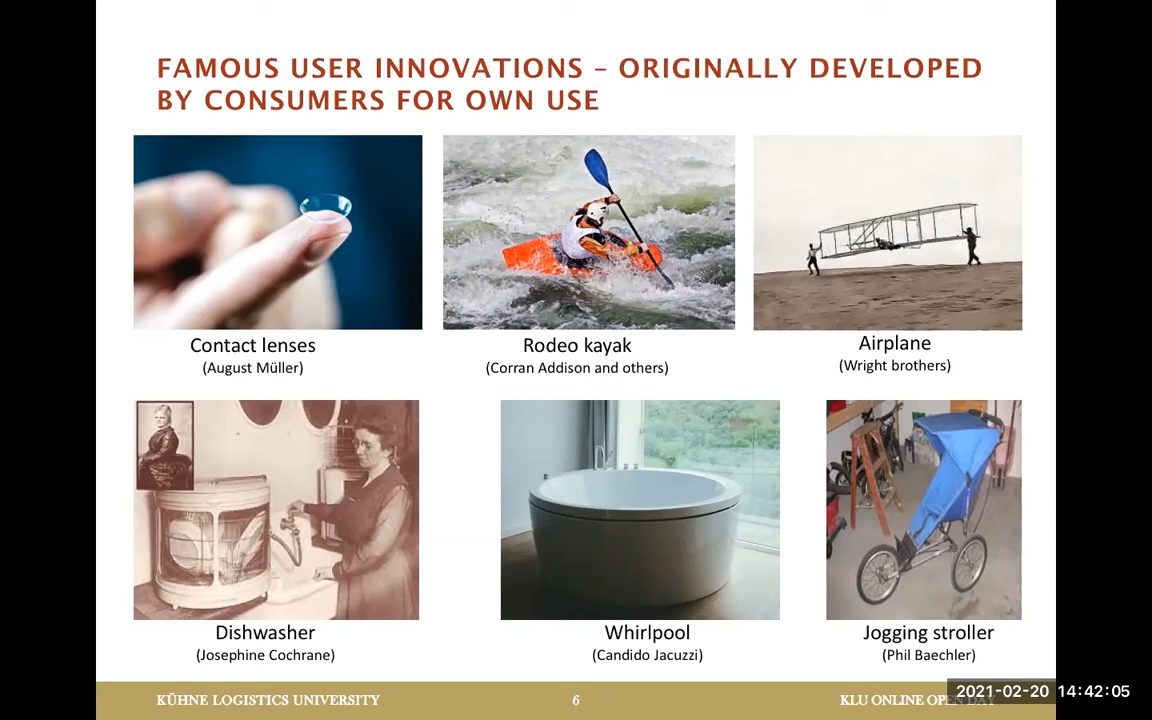 FAMOUS USER INNOVATIONS – ORIGINALLY DEVELOPED
BY CONSUMERS FOR OWN USE
Contact lenses
(August Müller)
Rodeo kayak
(Corran Addison and others)
Airplane
(Wright brothers)
Dishwasher
(Josephine Cochrane)
Whirlpool
(Candido Jacuzzi)
Jogging stroller
(Phil Baechler)
KÜHNE LOGISTICS UNIVERSITY
6
KLU ONLINE OPEN DAY
2021-02-20 14:42:05